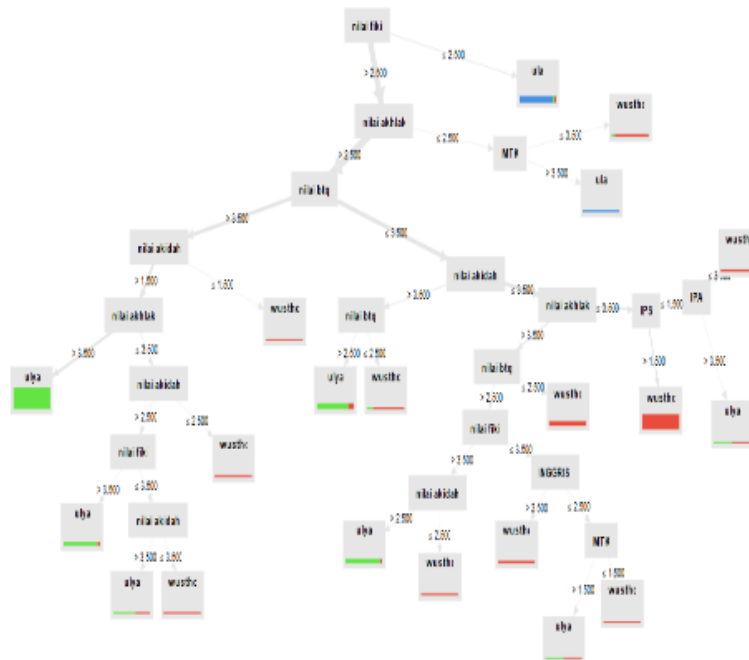 nilai fiki
> 2.500
≤ 2.500
ula
nilai akhlak
> 2.500
≤ 2.500
MTK
≤ 3.500
wusthc
> 3.500
ula
nilai btq
> 3.500
≤ 3.500
nilai akidah
> 1.500
≤ 1.500
wusthc
nilai akhlak
> 3.500
≤ 3.500
ulya
nilai akidah
> 2.500
≤ 2.500
wusthc
nilai fik
> 3.500
≤ 3.500
ulya
nilai akidah
> 3.500
≤ 3.500
ulya
wusthc
nilai akidah
> 3.500
≤ 3.500
nilai btq
> 2.500
≤ 2.500
ulya
wusthc
nilai akhlak
> 3.500
≤ 3.500
IPS
≤ 1.500
> 1.500
wusthc
IPA
wusthc
> 3.500
ulya
nilai btq
> 2.500
≤ 2.500
wusthc
nilai fiki
> 3.500
≤ 3.500
nilai akidah
> 2.500
≤ 2.500
ulya
wusthc
INGGRIS
> 2.500
≤ 2.500
wusthc
MTK
> 1.500
≤ 1.500
ulya
wusthc